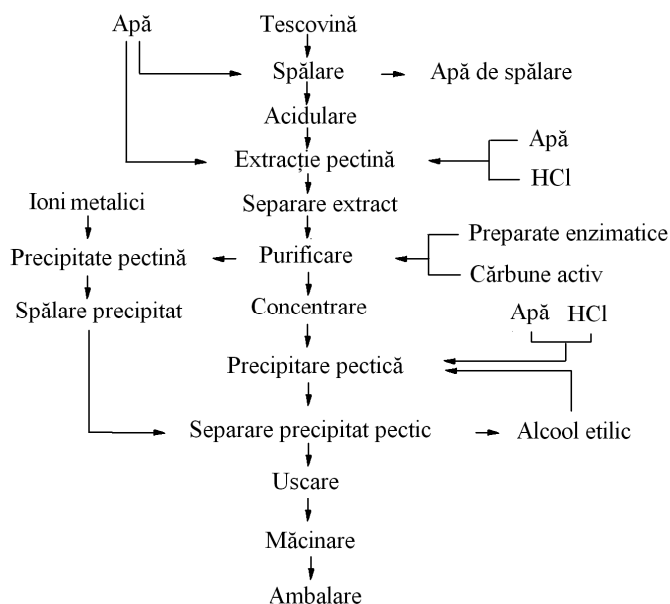 Apă
Tescovină
Spălare
Apă de spălare
Acidulare
Apă
Extracție pectină
HCl
Ioni metalici
Separare extract
Preparate enzimatice
Precipitate pectină
Purificare
Cărbune activ
Spălare precipitat
Concentrare
Apă HCl
Precipitare pectică
Separare precipitat pectic
Alcool etilic
Uscare
Măcinare
Ambalare